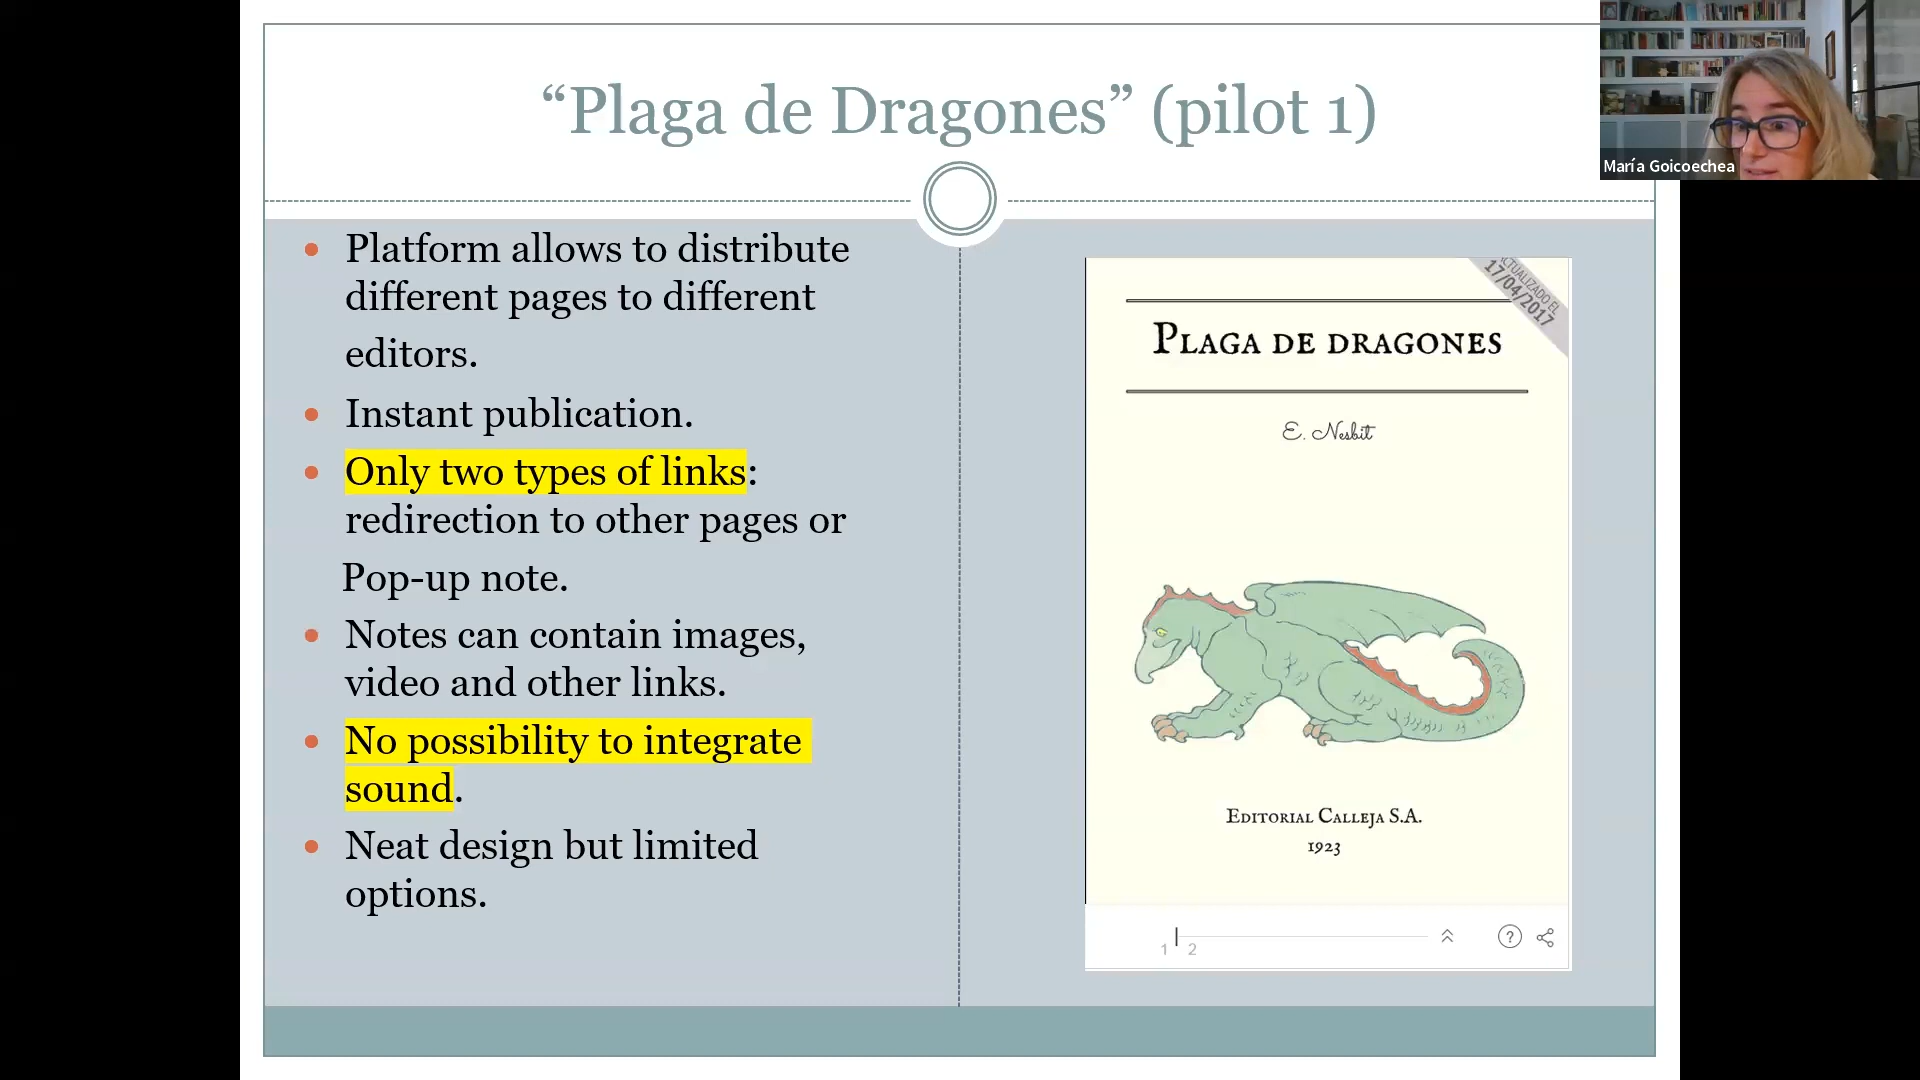 “Plaga de Dragones” (pilot 1)
María Goicoechea
Platform allows to distribute
different pages to different
editors.
Instant publication.
Only two types of links:
redirection to other pages or
Pop-up note.
Notes can contain images,
video and other links.
No possibility to integrate
sound.
Neat design but limited
options.
CTUALIZADO EL
17/04/2017
Plaga de dragones
E. Nesbit
Editorial Calleja S.A.
1923
1 2
?